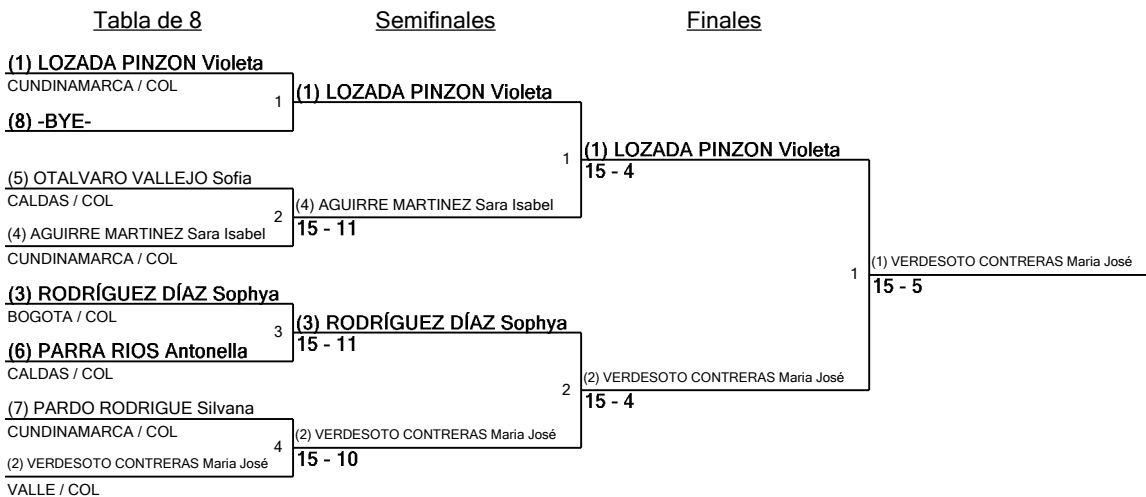 Tabla de 8
Semifinales
Finales
(1) LOZADA PINZON Violeta
CUNDINAMARCA / COL
1
(8) -BYE-
(5) OTALVARO VALLEJO Sofia
CALDAS / COL
2
(4) AGUIRRE MARTINEZ Sara Isabel
CUNDINAMARCA / COL
(3) RODRÍGUEZ DÍAZ Sophya
BOGOTA / COL
3
(6) PARRA RIOS Antonella
CALDAS / COL
(7) PARDO RODRIGUE Silvana
CUNDINAMARCA / COL
4
(2) VERDESOTO CONTRERAS Maria José
VALLE / COL
(1) LOZADA PINZON Violeta
1
(4) AGUIRRE MARTINEZ Sara Isabel
15 - 11
(3) RODRÍGUEZ DÍAZ Sophya
15 - 11
2
(2) VERDESOTO CONTRERAS Maria José
15 - 10
(1) LOZADA PINZON Violeta
15 - 4
1
(2) VERDESOTO CONTRERAS Maria José
15 - 4
(1) VERDESOTO CONTRERAS Maria José
15 - 5